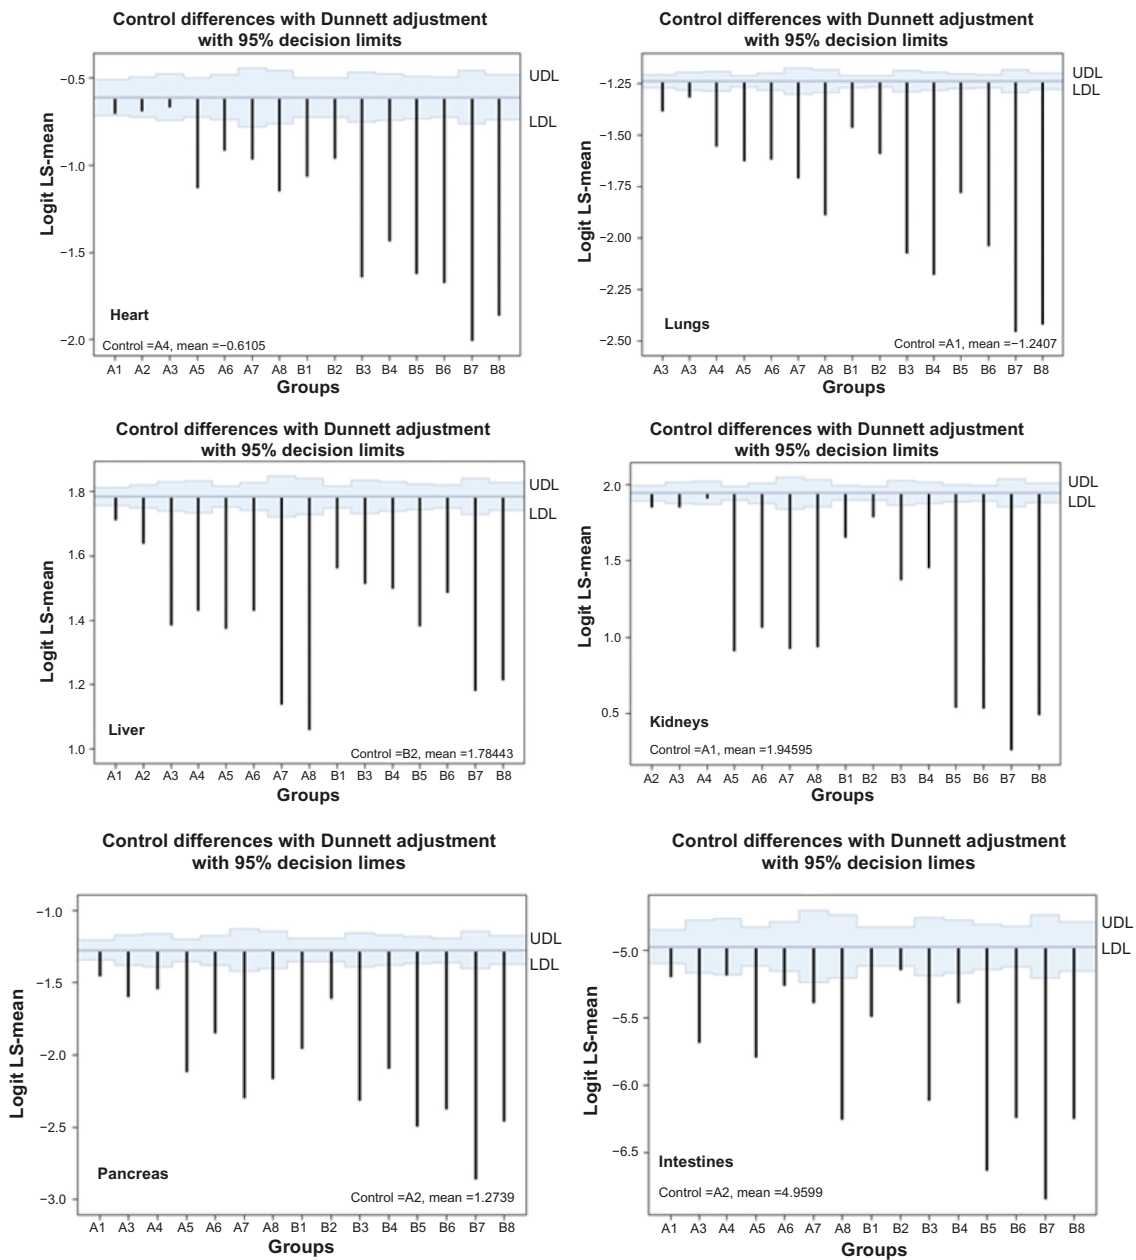 Control differences with Dunnett adjustment
with 95% decision limits
−0.5
−1.0
−1.5
−2.0
Logit LS-mean
UDL
LDL
Heart
Control =A4, mean =−0.6105
A1 A2 A3 A5 A6 A7 A8 B1 B2 B3 B4 B5 B6 B7 B8
Groups
Control differences with Dunnett adjustment
with 95% decision limits
−1.25
−1.50
−1.75
−2.00
−2.25
−2.50
Logit LS-mean
UDL
LDL
Lungs
Control =A1, mean =−1.2407
A3 A3 A4 A5 A6 A7 A8 B1 B2 B3 B4 B5 B6 B7 B8
Groups
Control differences with Dunnett adjustment
with 95% decision limits
1.8
1.6
1.4
1.2
1.0
Logit LS-mean
UDL
LDL
Liver
Control =B2, mean =1.78443
A1 A2 A3 A4 A5 A6 A7 A8 B1 B3 B4 B5 B6 B7 B8
Groups
Control differences with Dunnett adjustment
with 95% decision limits
2.0
1.5
1.0
0.5
Logit LS-mean
UDL
LDL
Kidneys
Control =A1, mean =1.94595
A2 A3 A4 A5 A6 A7 A8 B1 B2 B3 B4 B5 B6 B7 B8
Groups
Control differences with Dunnett adjustment
with 95% decision limes
−1.0
−1.5
−2.0
−2.5
−3.0
Logit LS-mean
UDL
LDL
Pancreas
Control =A2, mean =1.2739
A1 A3 A4 A5 A6 A7 A8 B1 B2 B3 B4 B5 B6 B7 B8
Groups
Control differences with Dunnett adjustment
with 95% decision limes
−5.0
−5.5
−6.0
−6.5
Logit LS-mean
UDL
LDL
Intestines
Control =A2, mean =4.9599
A1 A3 A4 A5 A6 A7 A8 B1 B2 B3 B4 B5 B6 B7 B8
Groups